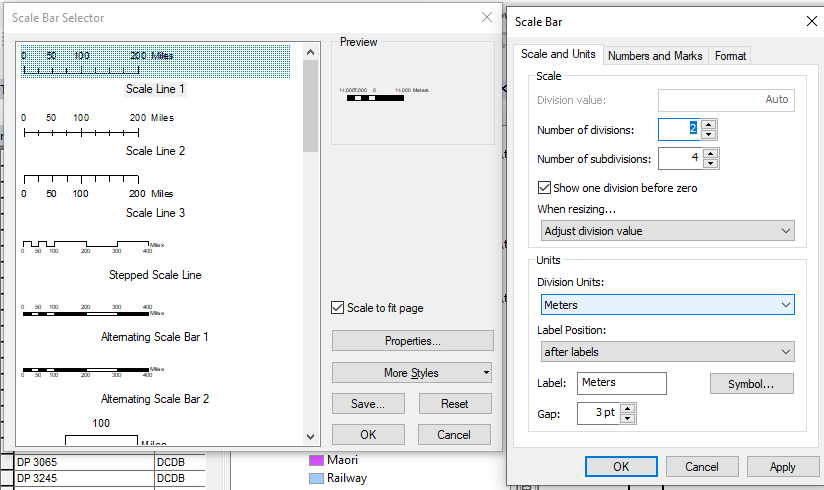 Scale Bar Selector
0 50 100 200 Miles
Scale Line 1
0 50 100 200 Miles
Scale Line 2
0 50 100 200 Miles
Scale Line 3
0 50 100 200 300 400 Miles
Stepped Scale Line
0 50 100 200 300 400 Miles
Alternating Scale Bar 1
0 50 100 200 300 400 Miles
Alternating Scale Bar 2
100
Miles
Preview
14,000 7,000 0 14,000 Meters
Scale to fit page
Properties...
More Styles
Save...
Reset
OK
Cancel
DP 3065 DCDB
DP 3245 DCDB
Maori
Railway
Scale Bar
Scale and Units
Numbers and Marks
Format
Scale
Division value: Auto
Number of divisions: 2
Number of subdivisions: 4
Show one division before zero
When resizing...
Adjust division value
Units
Division Units:
Meters
Label Position:
after labels
Label: Meters
Symbol...
Gap: 3 pt
OK
Cancel
Apply